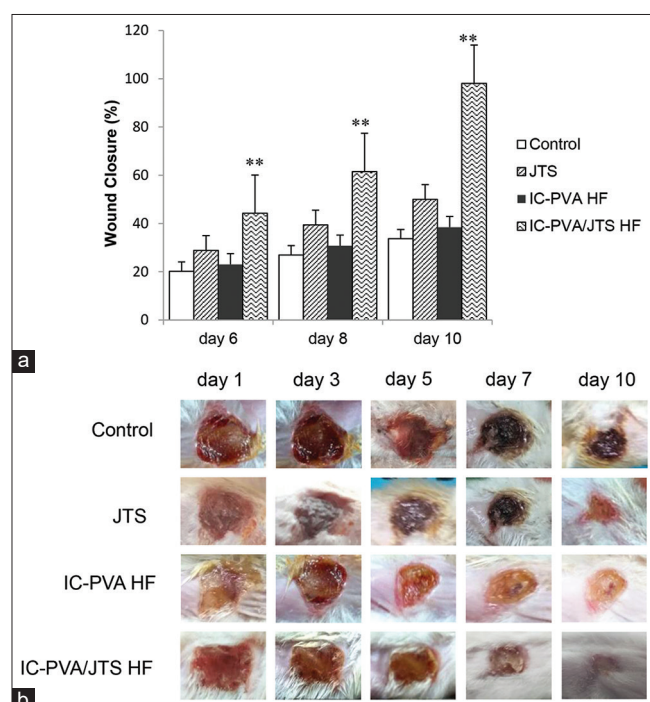 120
100
80
60
40
20
0
Wound Closure (%)
**
**
**
day 6
day 8
day 10
Control
JTS
IC-PVA HF
IC-PVA/JTS HF
a
day 1 day 3 day 5 day 7 day 10
Control
JTS
IC-PVA HF
IC-PVA/JTS HF
b